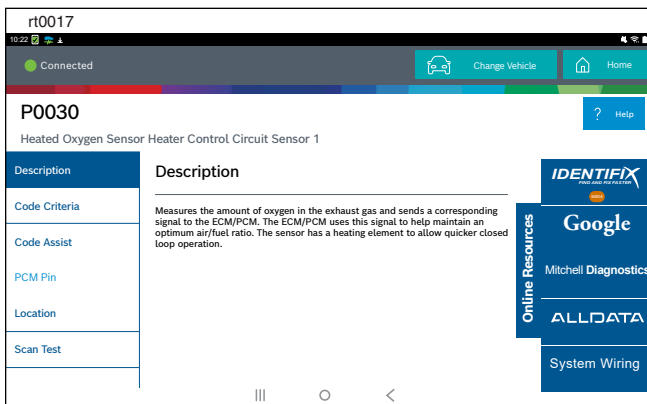 rt0017
10:22
Connected
Change Vehicle
Home
P0030
? Help
Heated Oxygen Sensor Heater Control Circuit Sensor 1
Description
Code Criteria
Code Assist
PCM Pin
Location
Scan Test
Description
Measures the amount of oxygen in the exhaust gas and sends a corresponding
signal to the ECM/PCM. The ECM/PCM uses this signal to help maintain an
optimum air/fuel ratio. The sensor has a heating element to allow quicker closed
loop operation.
Online Resources
IDENTIFIX
FIND AND FIX FASTER
Google
Mitchell Diagnostics
ALLDATA
System Wiring